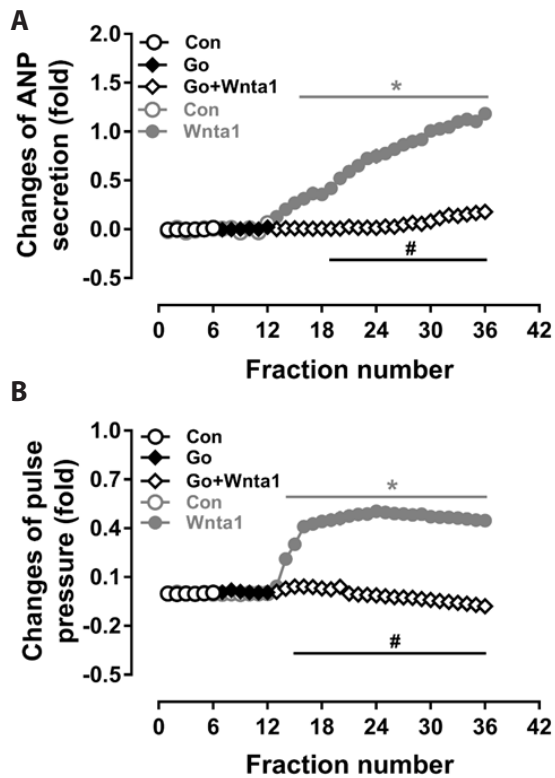 A
Changes of ANP
secretion (fold)
2.0
1.5
1.0
0.5
0.0
-0.5
Con
Go
Go+Wnta1
Con
Wnta1
*
#
0 6 12 18 24 30 36 42
Fraction number
B
Changes of pulse
pressure (fold)
1.0
0.7
0.4
0.1
-0.2
-0.5
Con
Go
Go+Wnta1
Con
Wnta1
*
#
0 6 12 18 24 30 36 42
Fraction number